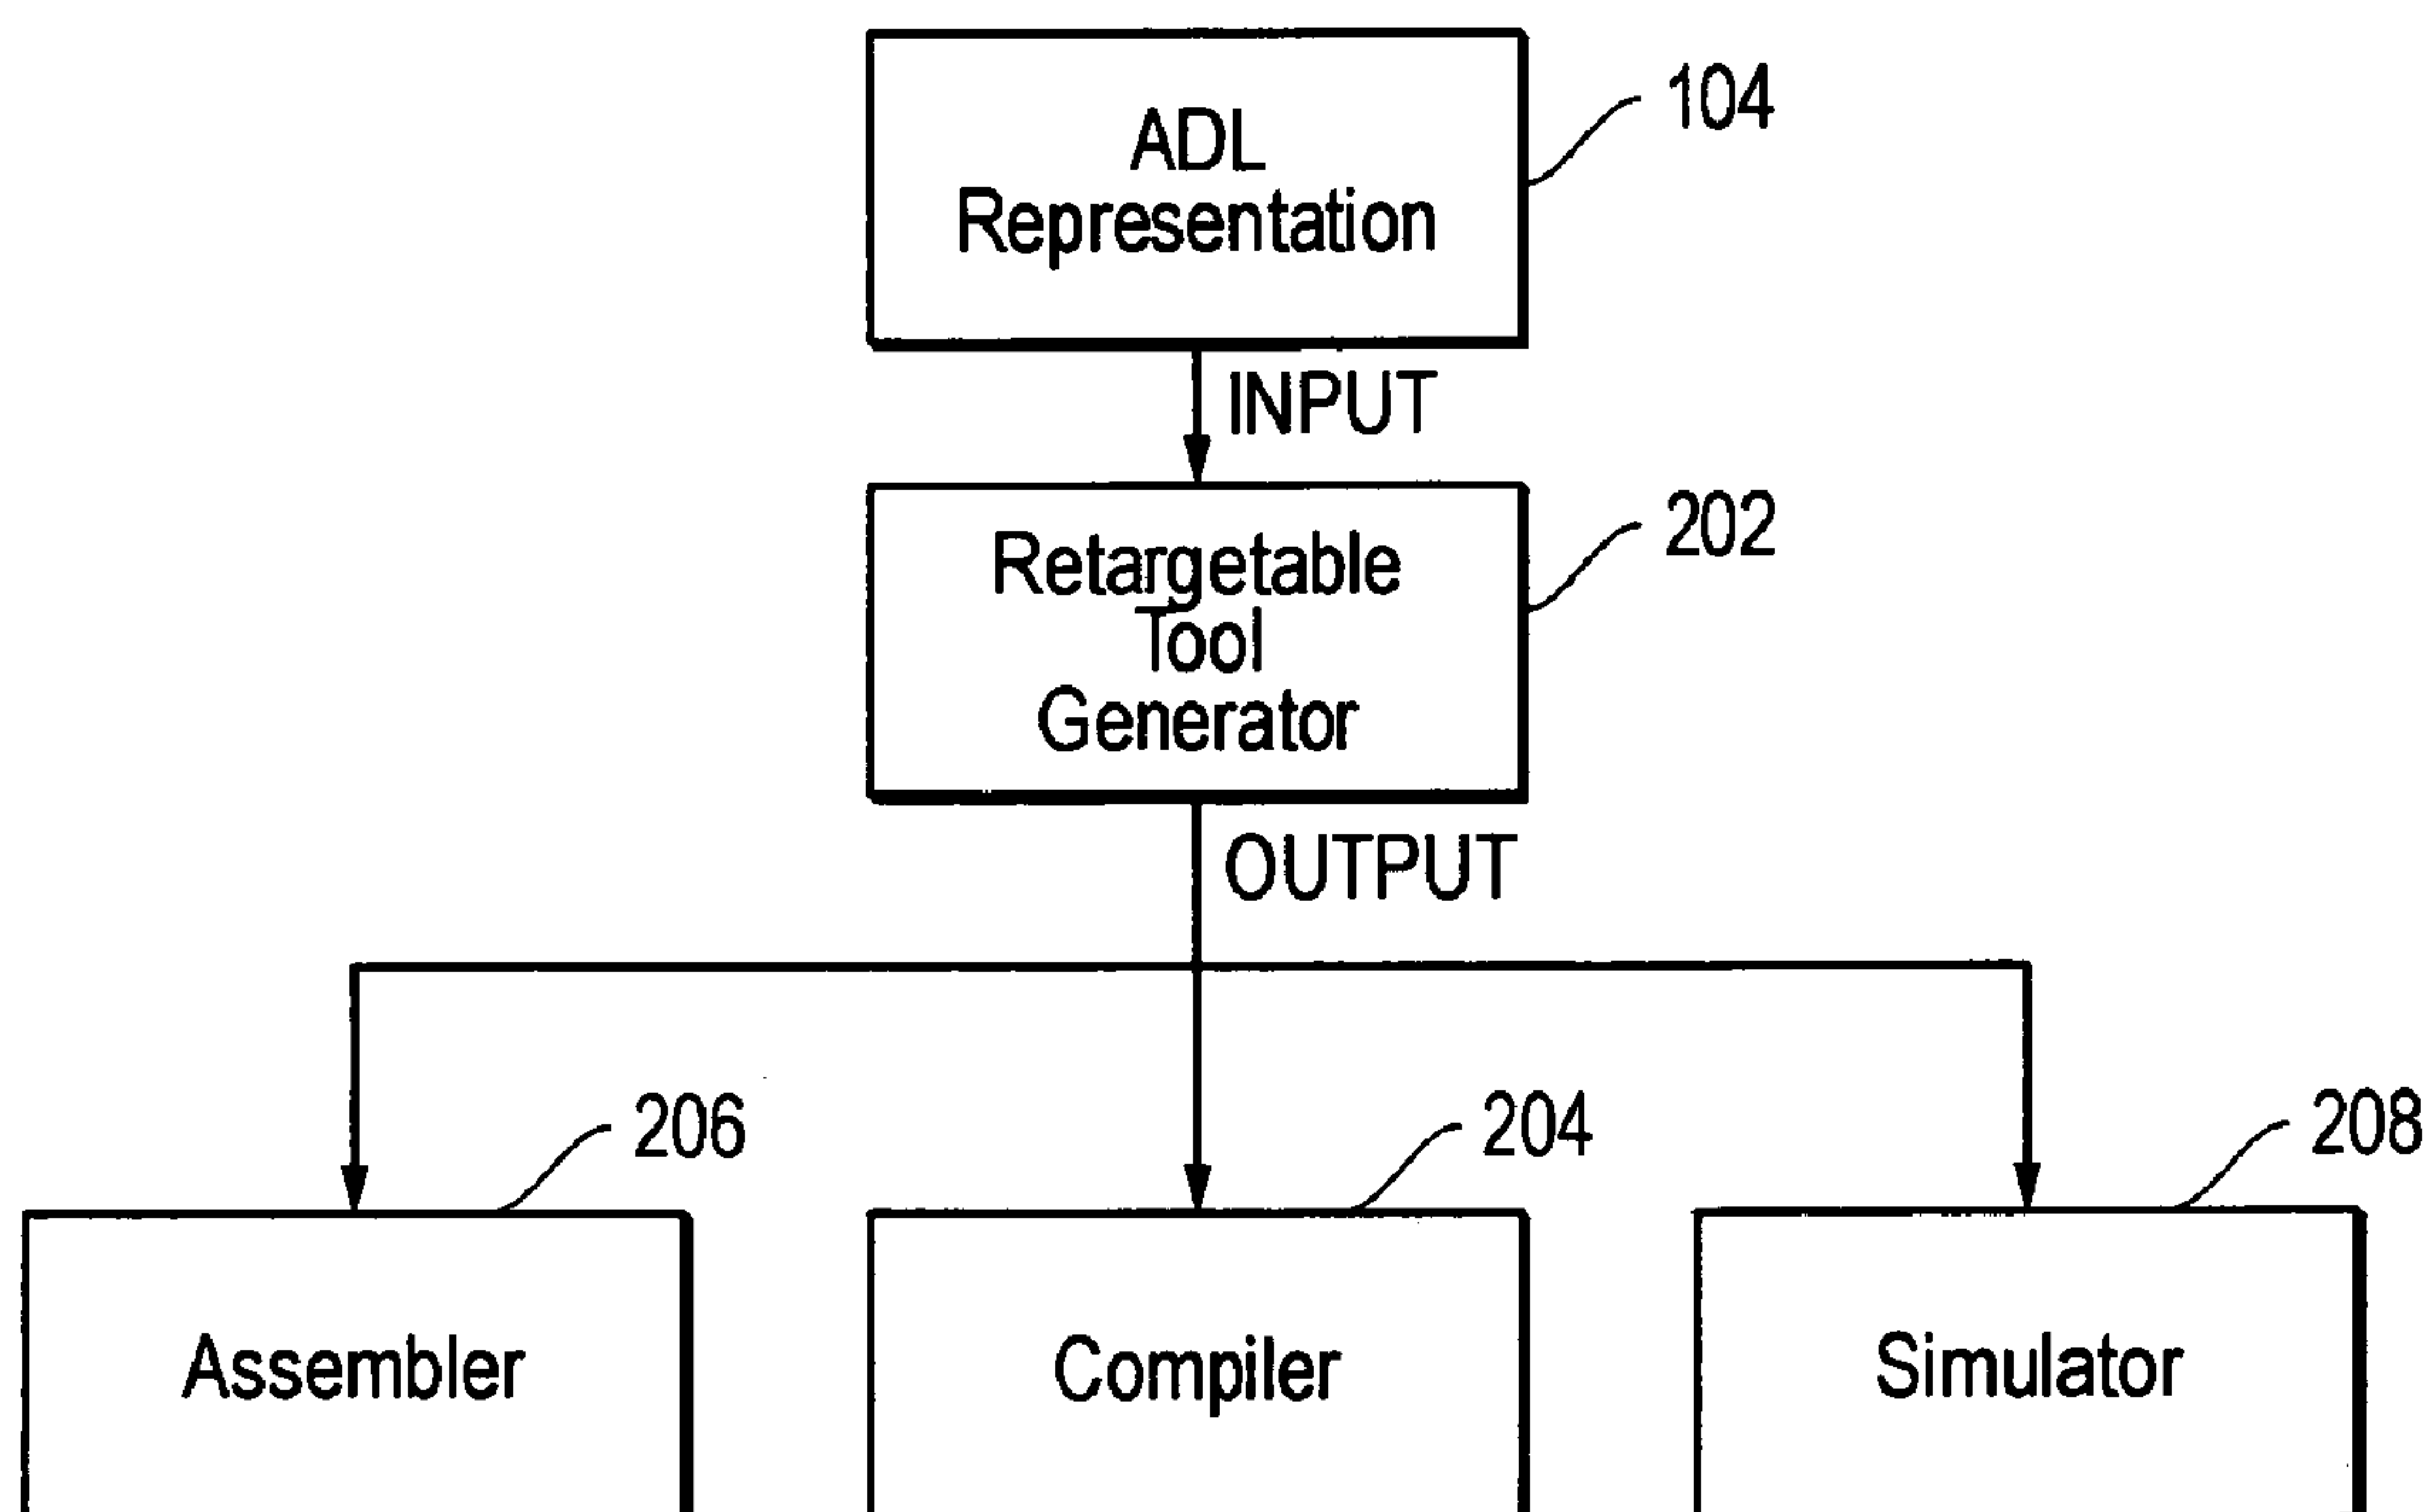 ADL
Representation
104
INPUT
Retargetable
Tool
Generator
202
OUTPUT
206
204
208
Assembler
Compiler
Simulator